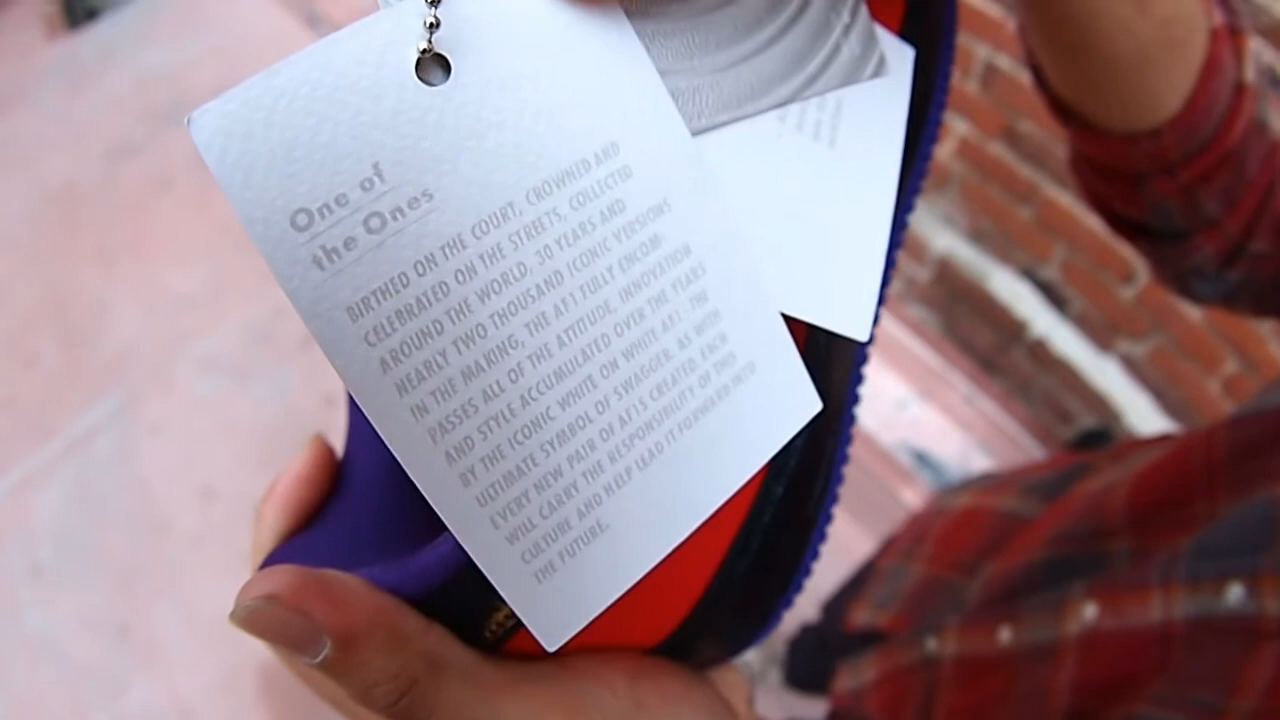 One of
the Ones
BIRTHED ON THE COURT, CROWNED AND
CELEBRATED ON THE STREETS, COLLECTED
AROUND THE WORLD, 30 YEARS AND
NEARLY TWO THOUSAND ICONIC VERSIONS
IN THE MAKING, THE AF1 FULLY ENCOM-
PASSES ALL OF THE ATTITUDE, INNOVATION
AND STYLE ACCUMULATED OVER THE YEARS
BY THE ICONIC WHITE ON WHITE AF1-THE
ULTIMATE SYMBOL OF SWAGGER. AS WITH
EVERY NEW PAIR OF AF1S CREATED EACH
WILL CARRY THE RESPONSIBILITY OF THIS
CULTURE AND HELP LEAD IT FORWARD INTO
THE FUTURE.